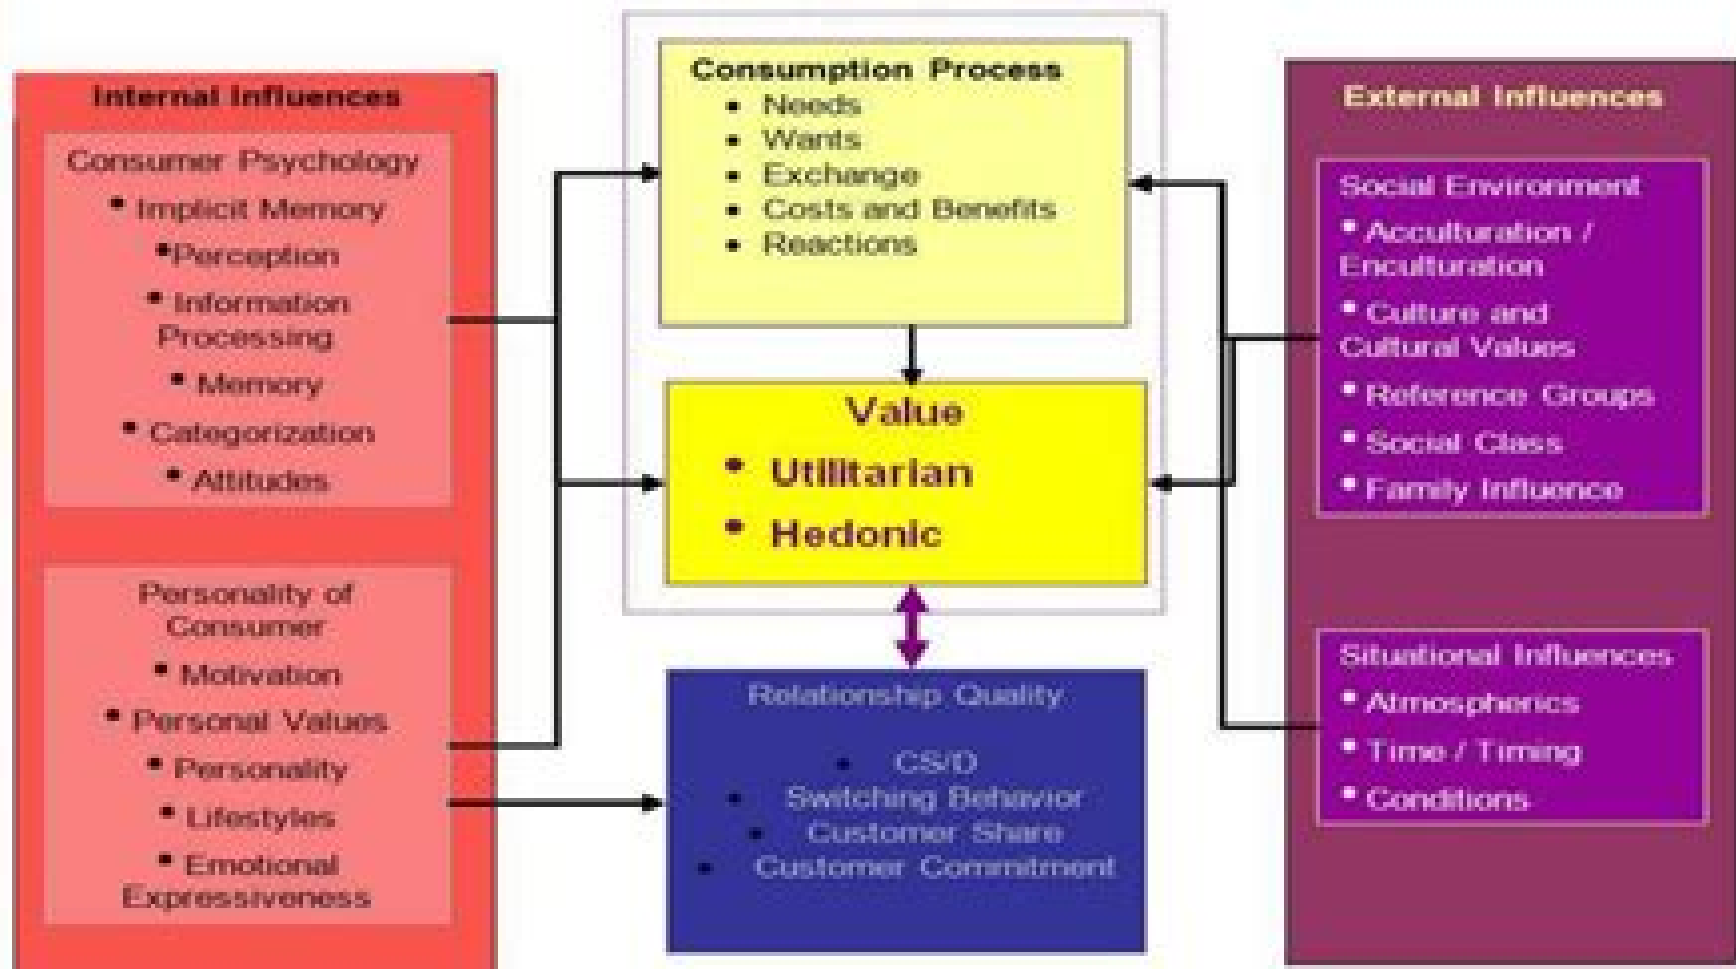 Internal Influences
Consumer Psychology
• Implicit Memory
•Perception
• Information
Processing
• Memory
• Categorization
• Attitudes
Personality of
Consumer
• Motivation
• Personal Values
• Personality
• Lifestyles
• Emotional
Expressiveness
Consumption Process
• Needs
• Wants
• Exchange
• Costs and Benefits
• Reactions
Value
• Utilitarian
• Hedonic
Relationship Quality
• CS/D
• Switching Behavior
• Customer Share
• Customer Commitment
External Influences
Social Environment
• Acculturation /
Enculturation
• Culture and
Cultural Values
• Reference Groups
• Social Class
• Family Influence
Situational Influences
• Atmospherics
• Time / Timing
• Conditions